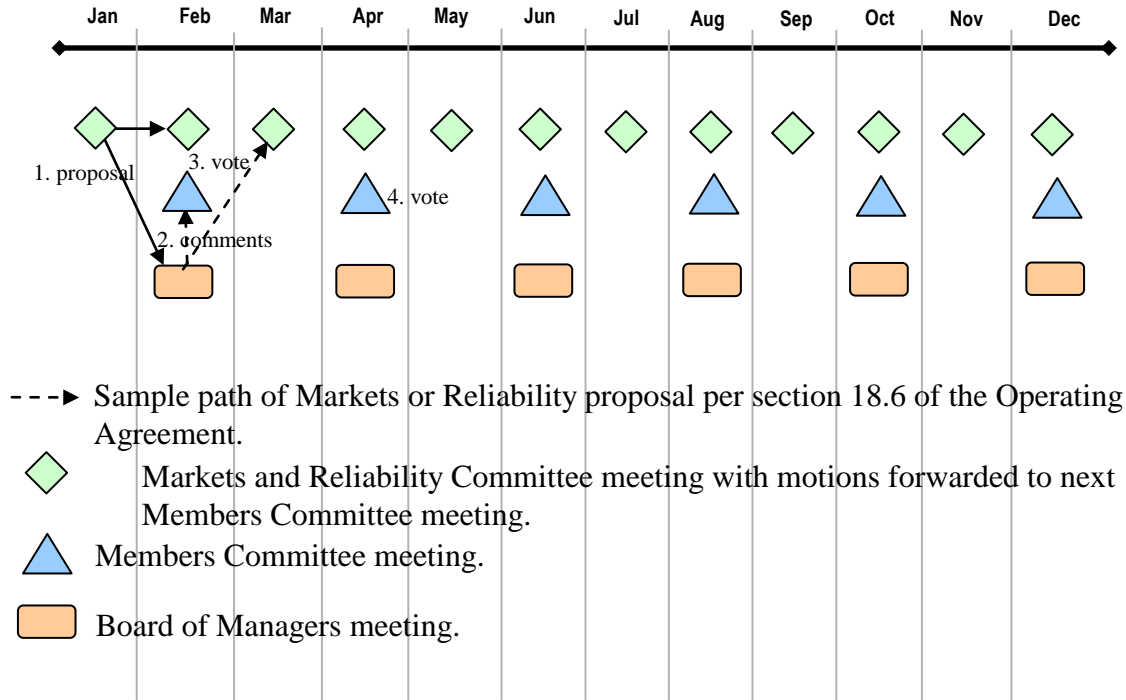 Jan Feb Mar Apr May Jun Jul Aug Sep Oct Nov Dec
1. proposal
3. vote
4. vote
2. comments
Sample path of Markets or Reliability proposal per section 18.6 of the Operating
Agreement.
Markets and Reliability Committee meeting with motions forwarded to next
Members Committee meeting.
Members Committee meeting.
Board of Managers meeting.